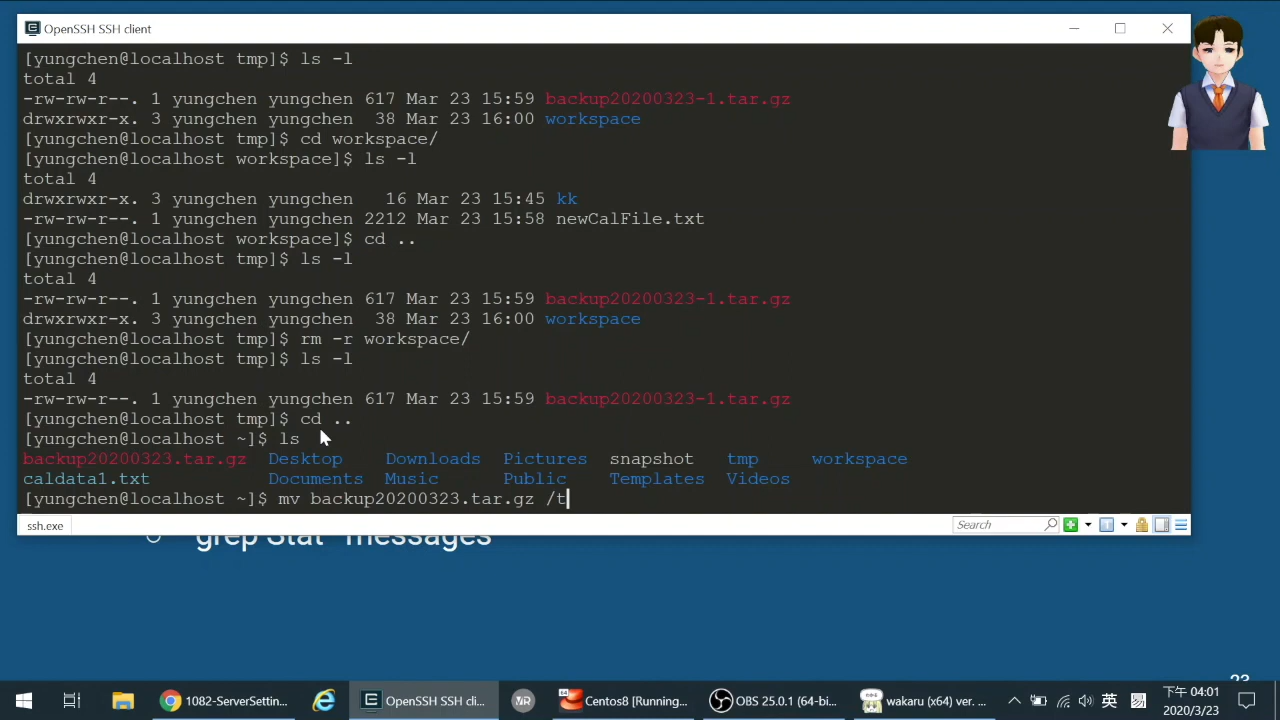 OpenSSH SSH client
[yungchen@localhost tmp]$ ls -l
total 4
-rw-rw-r--. 1 yungchen yungchen 617 Mar 23 15:59 backup20200323-1.tar.gz
drwxrwxr-x. 3 yungchen yungchen  38 Mar 23 16:00 workspace
[yungchen@localhost tmp]$ cd workspace/
[yungchen@localhost workspace]$ ls -l
total 4
drwxrwxr-x. 3 yungchen yungchen   16 Mar 23 15:45 kk
-rw-rw-r--. 1 yungchen yungchen 2212 Mar 23 15:58 newCalFile.txt
[yungchen@localhost workspace]$ cd ..
[yungchen@localhost tmp]$ ls -l
total 4
-rw-rw-r--. 1 yungchen yungchen 617 Mar 23 15:59 backup20200323-1.tar.gz
drwxrwxr-x. 3 yungchen yungchen  38 Mar 23 16:00 workspace
[yungchen@localhost tmp]$ rm -r workspace/
[yungchen@localhost tmp]$ ls -l
total 4
-rw-rw-r--. 1 yungchen yungchen 617 Mar 23 15:59 backup20200323-1.tar.gz
[yungchen@localhost tmp]$ cd ..
[yungchen@localhost ~]$ ls
backup20200323.tar.gz  Desktop    Downloads  Pictures  snapshot   tmp     workspace
caldata1.txt           Documents  Music      Public    Templates  Videos
[yungchen@localhost ~]$ mv backup20200323.tar.gz /t
ssh.exe
Search
messages
1082-ServerSettin...
OpenSSH SSH cli...
Centos8 [Running...
OBS 25.0.1 (64-bi...
wakaru (x64) ver. ...
英
下午 04:01
2020/3/23